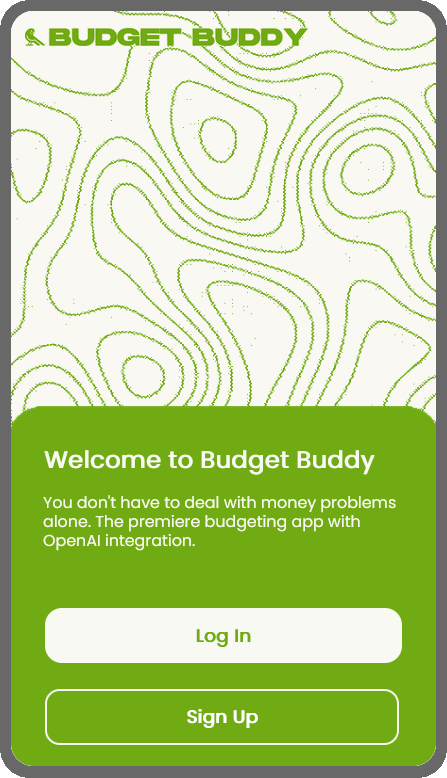 BUDGET BUDDY
Welcome to Budget Buddy
You don't have to deal with money problems
alone. The premiere budgeting app with
OpenAI integration.
Log In
Sign Up